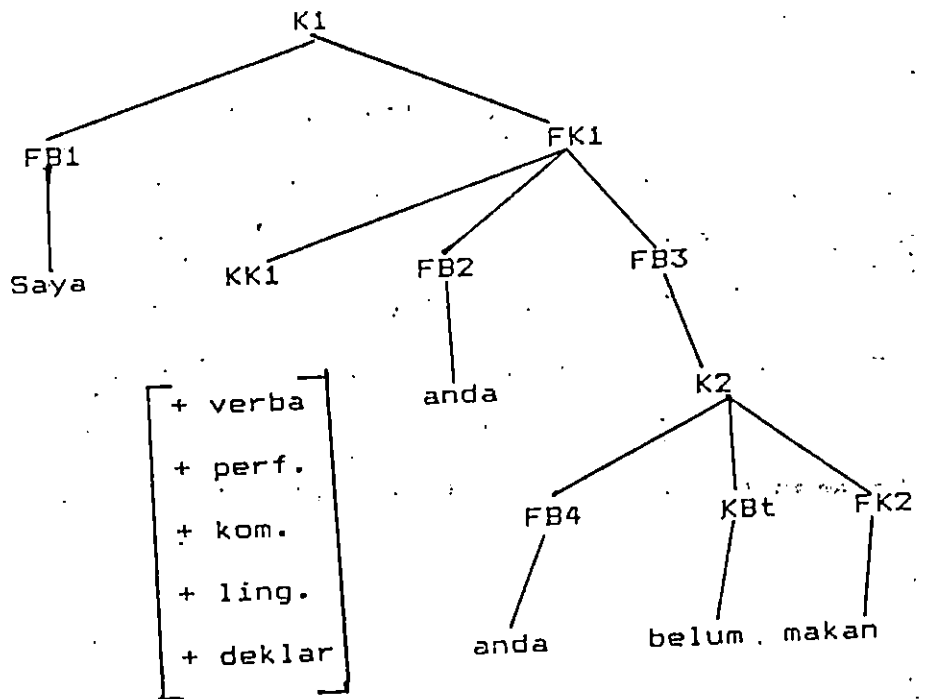 K1
FB1 FK1
Saya KK1 FB2 FB3
anda K2
+ verba
+ perf.
+ kom.
+ ling.
+ deklar
FB4 KBt FK2
anda belum . makan